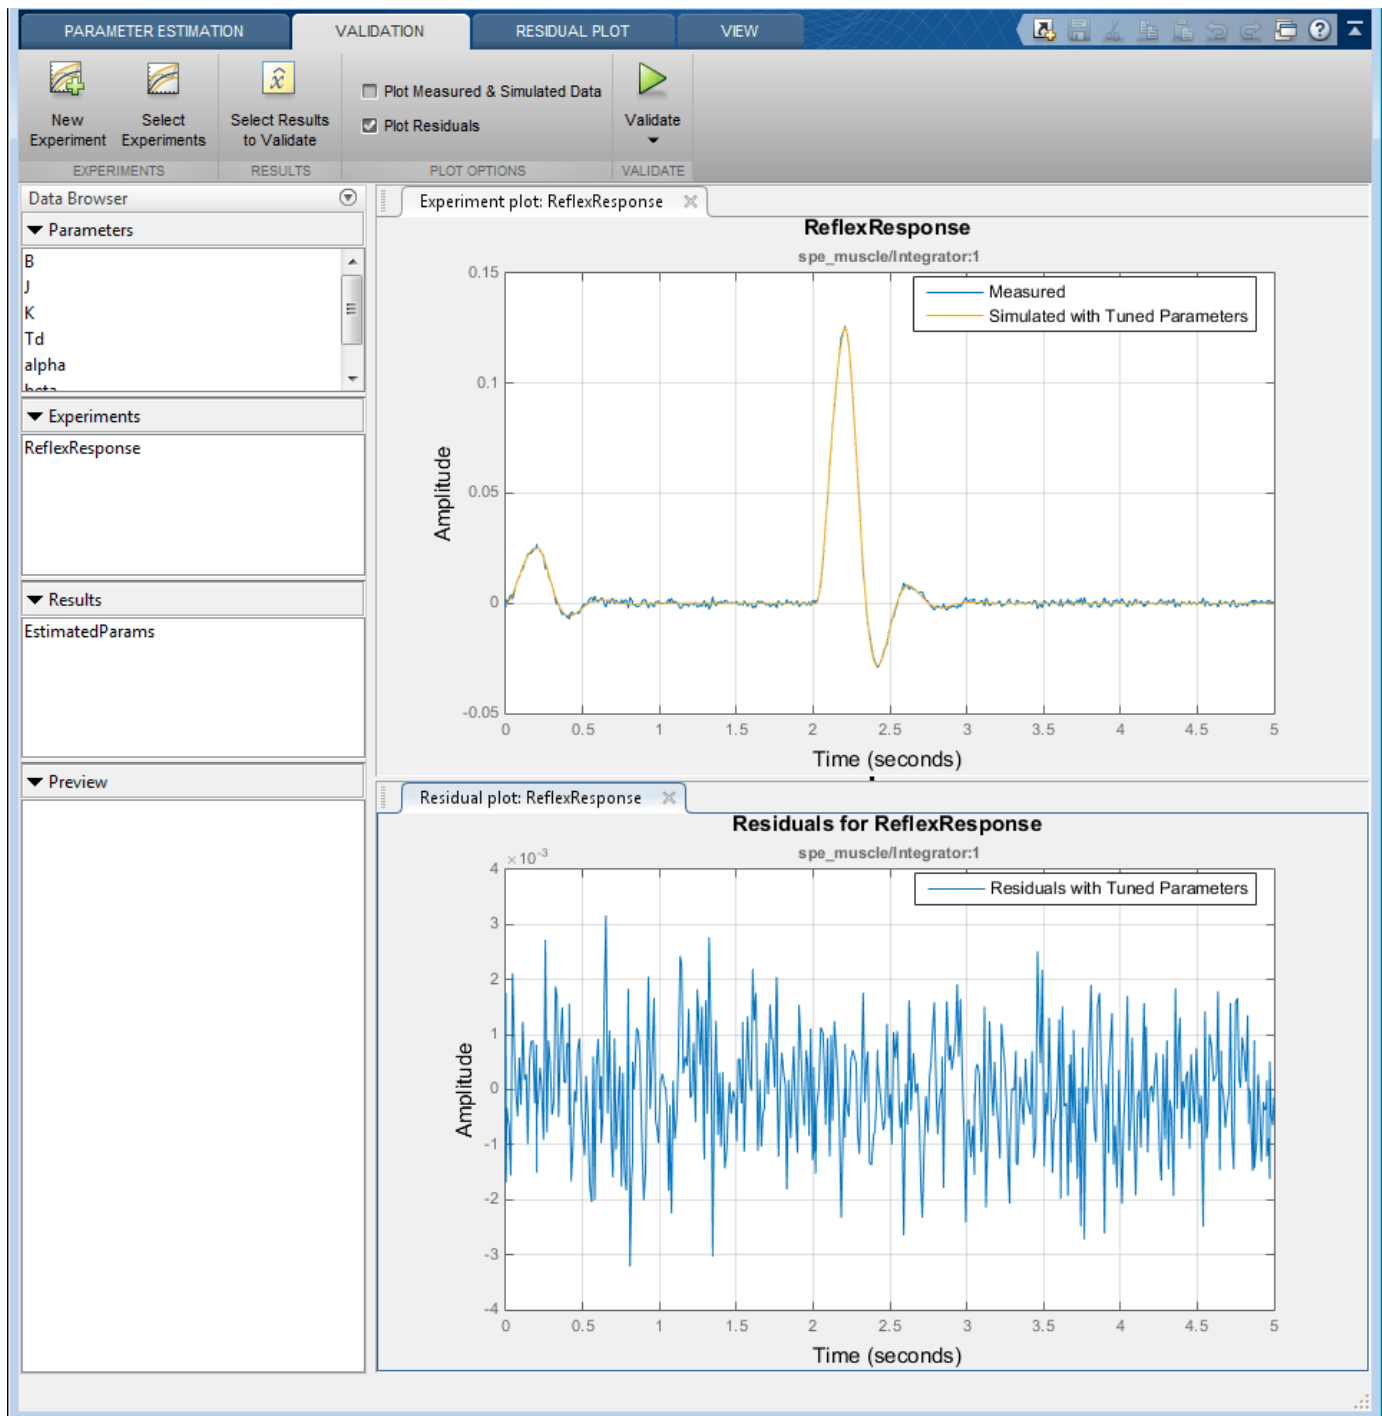 PARAMETER ESTIMATION
VALIDATION
RESIDUAL PLOT
VIEW
New Experiment
Select Experiments
Select Results to Validate
Plot Measured & Simulated Data
Plot Residuals
Validate
EXPERIMENTS
RESULTS
PLOT OPTIONS
VALIDATE
Data Browser
Parameters
B
J
K
Td
alpha
beta
Experiments
ReflexResponse
Results
EstimatedParams
Preview
Experiment plot: ReflexResponse
ReflexResponse
spe_muscle/Integrator:1
Measured
Simulated with Tuned Parameters
0.15
0.1
0.05
0
-0.05
Amplitude
0 0.5 1 1.5 2 2.5 3 3.5 4 4.5 5
Time (seconds)
Residual plot: ReflexResponse
Residuals for ReflexResponse
spe_muscle/Integrator:1
×10⁻³
Residuals with Tuned Parameters
4
3
2
1
0
-1
-2
-3
-4
Amplitude
0 0.5 1 1.5 2 2.5 3 3.5 4 4.5 5
Time (seconds)